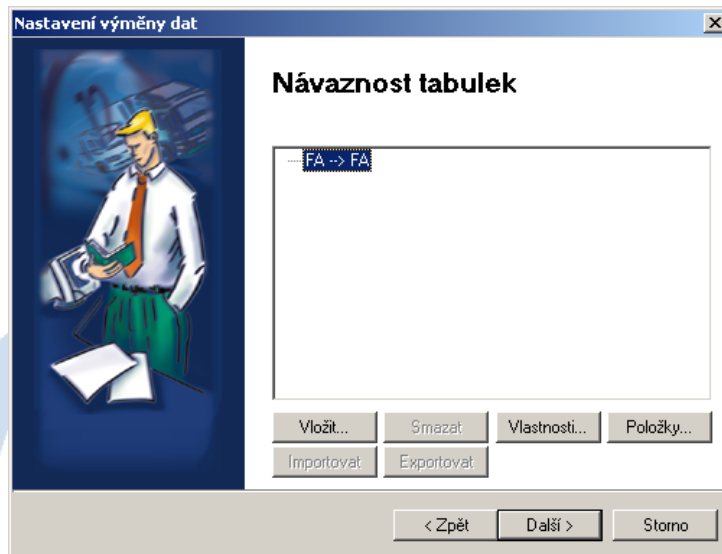 Nastavení výměny dat
Návaznost tabulek
FA --> FA
Vložit... Smazat Vlastnosti... Položky...
Importovat Exportovat
< Zpět Další > Storno